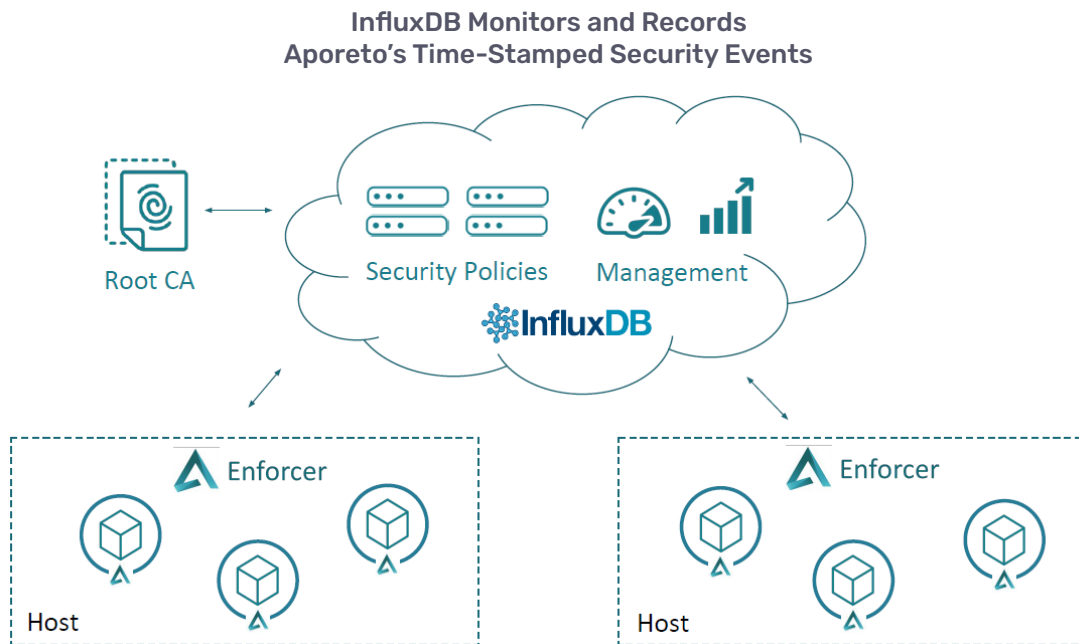 InfluxDB Monitors and Records
Aporeto’s Time-Stamped Security Events
Root CA
Security Policies
Management
InfluxDB
Enforcer
Host
Enforcer
Host